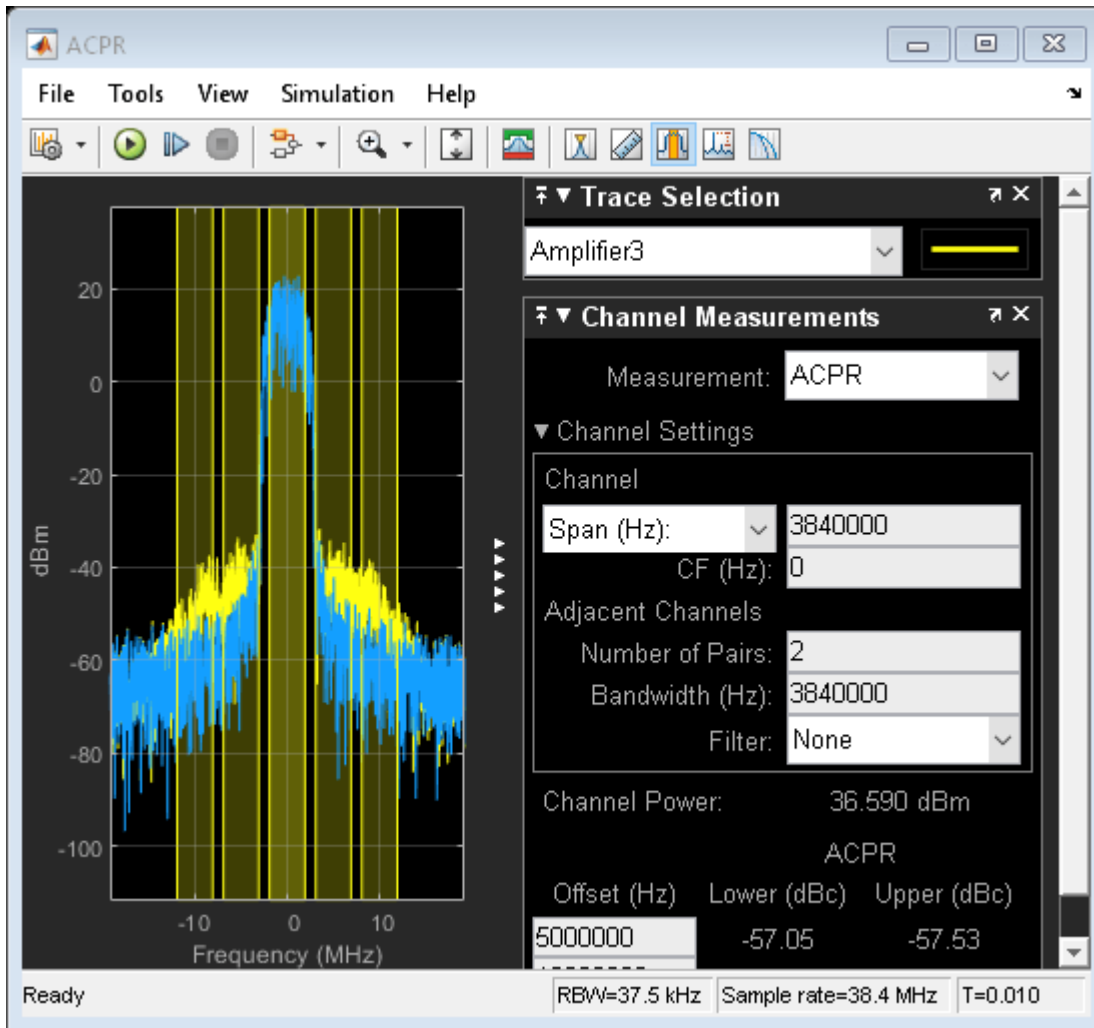 ACPR
File Tools View Simulation Help
Trace Selection
Amplifier3
Channel Measurements
Measurement: ACPR
Channel Settings
Channel
Span (Hz): 3840000
CF (Hz): 0
Adjacent Channels
Number of Pairs: 2
Bandwidth (Hz): 3840000
Filter: None
Channel Power: 36.590 dBm
ACPR
Offset (Hz) Lower (dBc) Upper (dBc)
5000000 -57.05 -57.53
20
0
-20
-40
-60
-80
-100
dBm
-10 0 10
Frequency (MHz)
Ready RBW=37.5 kHz Sample rate=38.4 MHz T=0.010